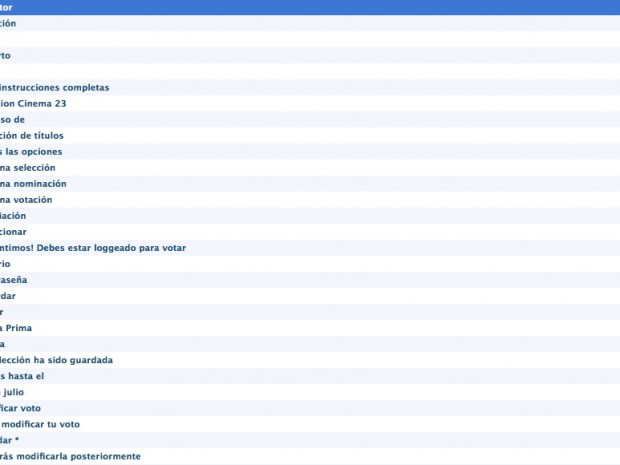 tor
ción
rto
instrucciones completas
ion Cinema 23
so de
ción de títulos
s las opciones
na selección
na nominación
na votación
iación
cionar
ntimos! Debes estar loggeado para votar
rio
aseña
dar
r
a Prima
a
lección ha sido guardada
s hasta el
julio
ficar voto
modificar tu voto
dar *
rás modificarla posteriormente